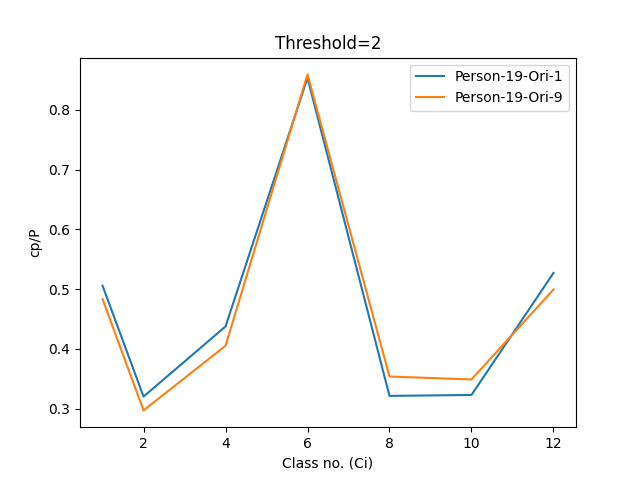 Threshold=2
Person-19-Ori-1
Person-19-Ori-9
cp/P
0.8
0.7
0.6
0.5
0.4
0.3
2 4 6 8 10 12
Class no. (Ci)